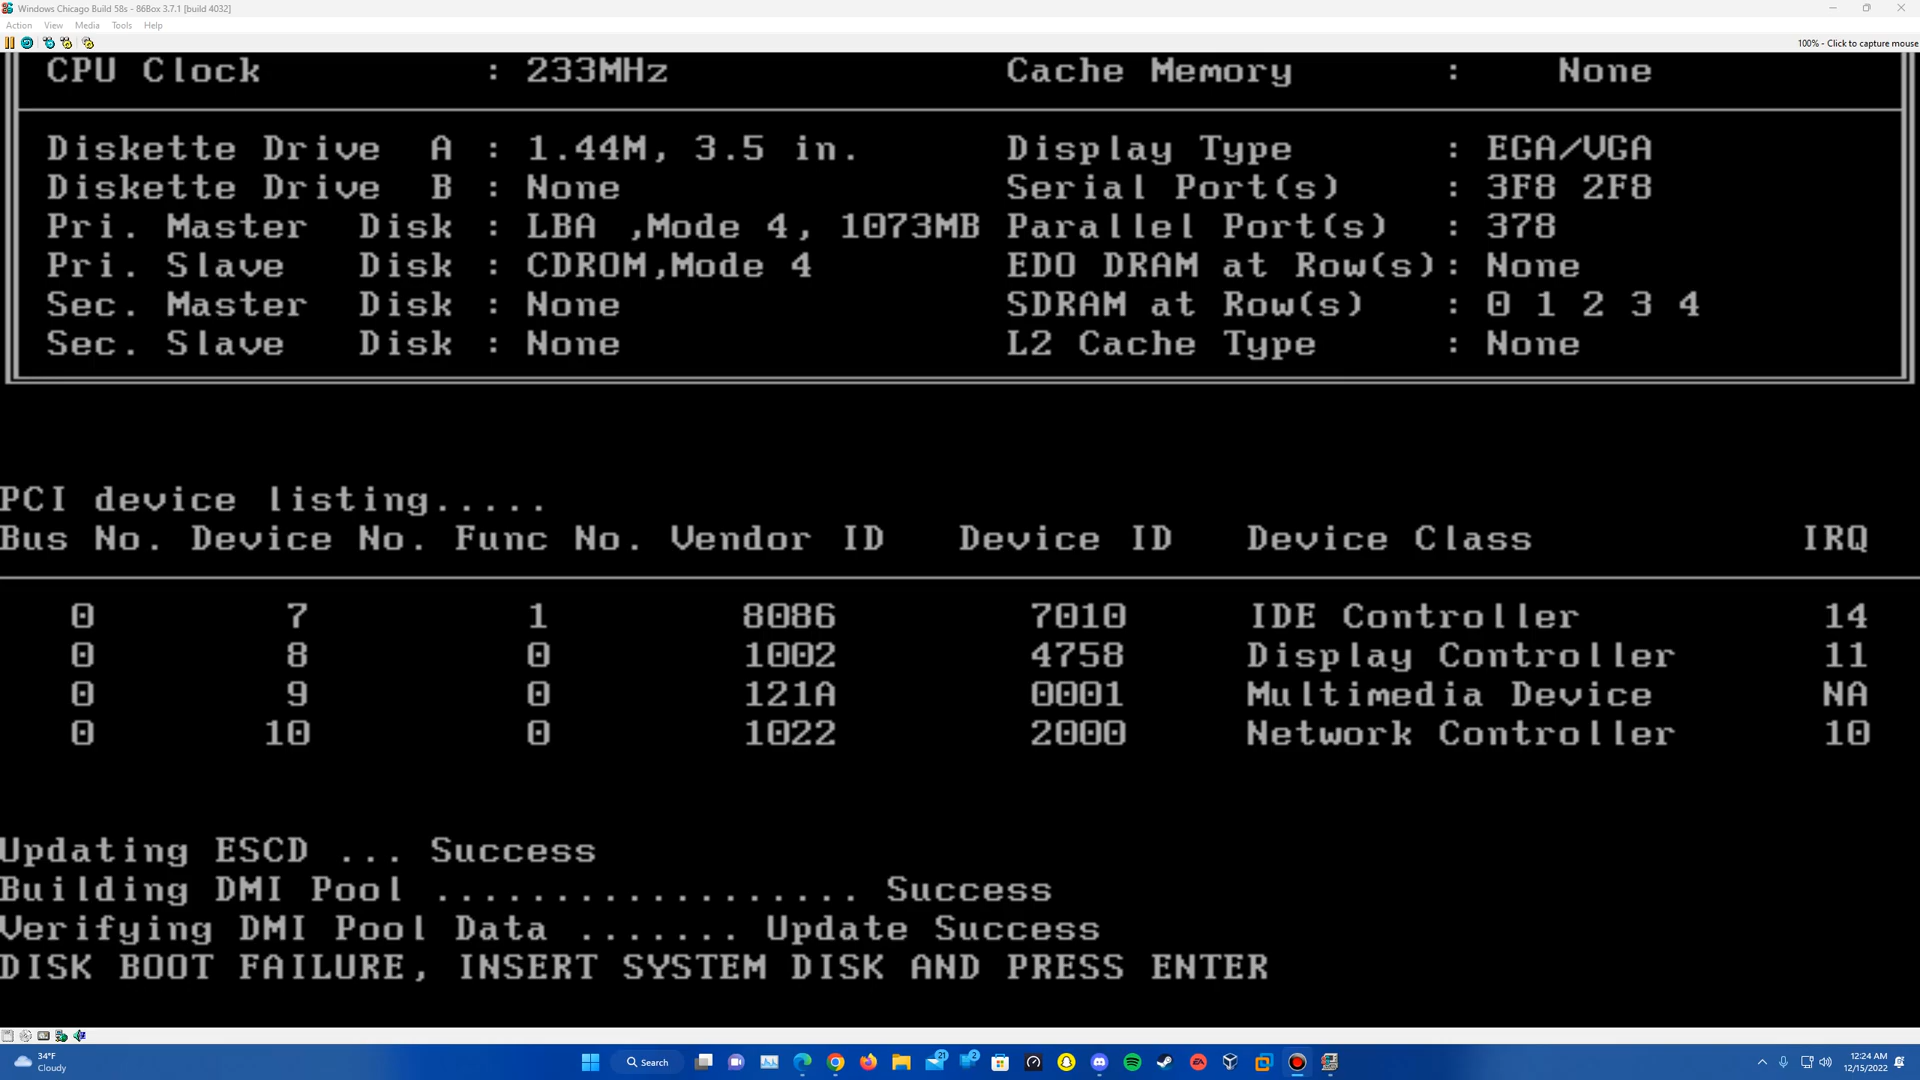 Windows Chicago Build 58s - 86Box 3.7.1 [build 4032]
Action View Media Tools Help
100% - Click to capture mouse
CPU Clock : 233MHz Cache Memory : None
Diskette Drive A : 1.44M, 3.5 in. Display Type : EGA/VGA
Diskette Drive B : None Serial Port(s) : 3F8 2F8
Pri. Master Disk : LBA ,Mode 4, 1073MB Parallel Port(s) : 378
Pri. Slave Disk : CDROM,Mode 4 EDO DRAM at Row(s): None
Sec. Master Disk : None SDRAM at Row(s) : 0 1 2 3 4
Sec. Slave Disk : None L2 Cache Type : None
PCI device listing.....
Bus No. Device No. Func No. Vendor ID Device ID Device Class IRQ
0 7 1 8086 7010 IDE Controller 14
0 8 0 1002 4758 Display Controller 11
0 9 0 121A 0001 Multimedia Device NA
0 10 0 1022 2000 Network Controller 10
Updating ESCD ... Success
Building DMI Pool .................. Success
Verifying DMI Pool Data ....... Update Success
DISK BOOT FAILURE, INSERT SYSTEM DISK AND PRESS ENTER
34°F
Cloudy
Search
21
2
EA
12:24 AM
12/15/2022